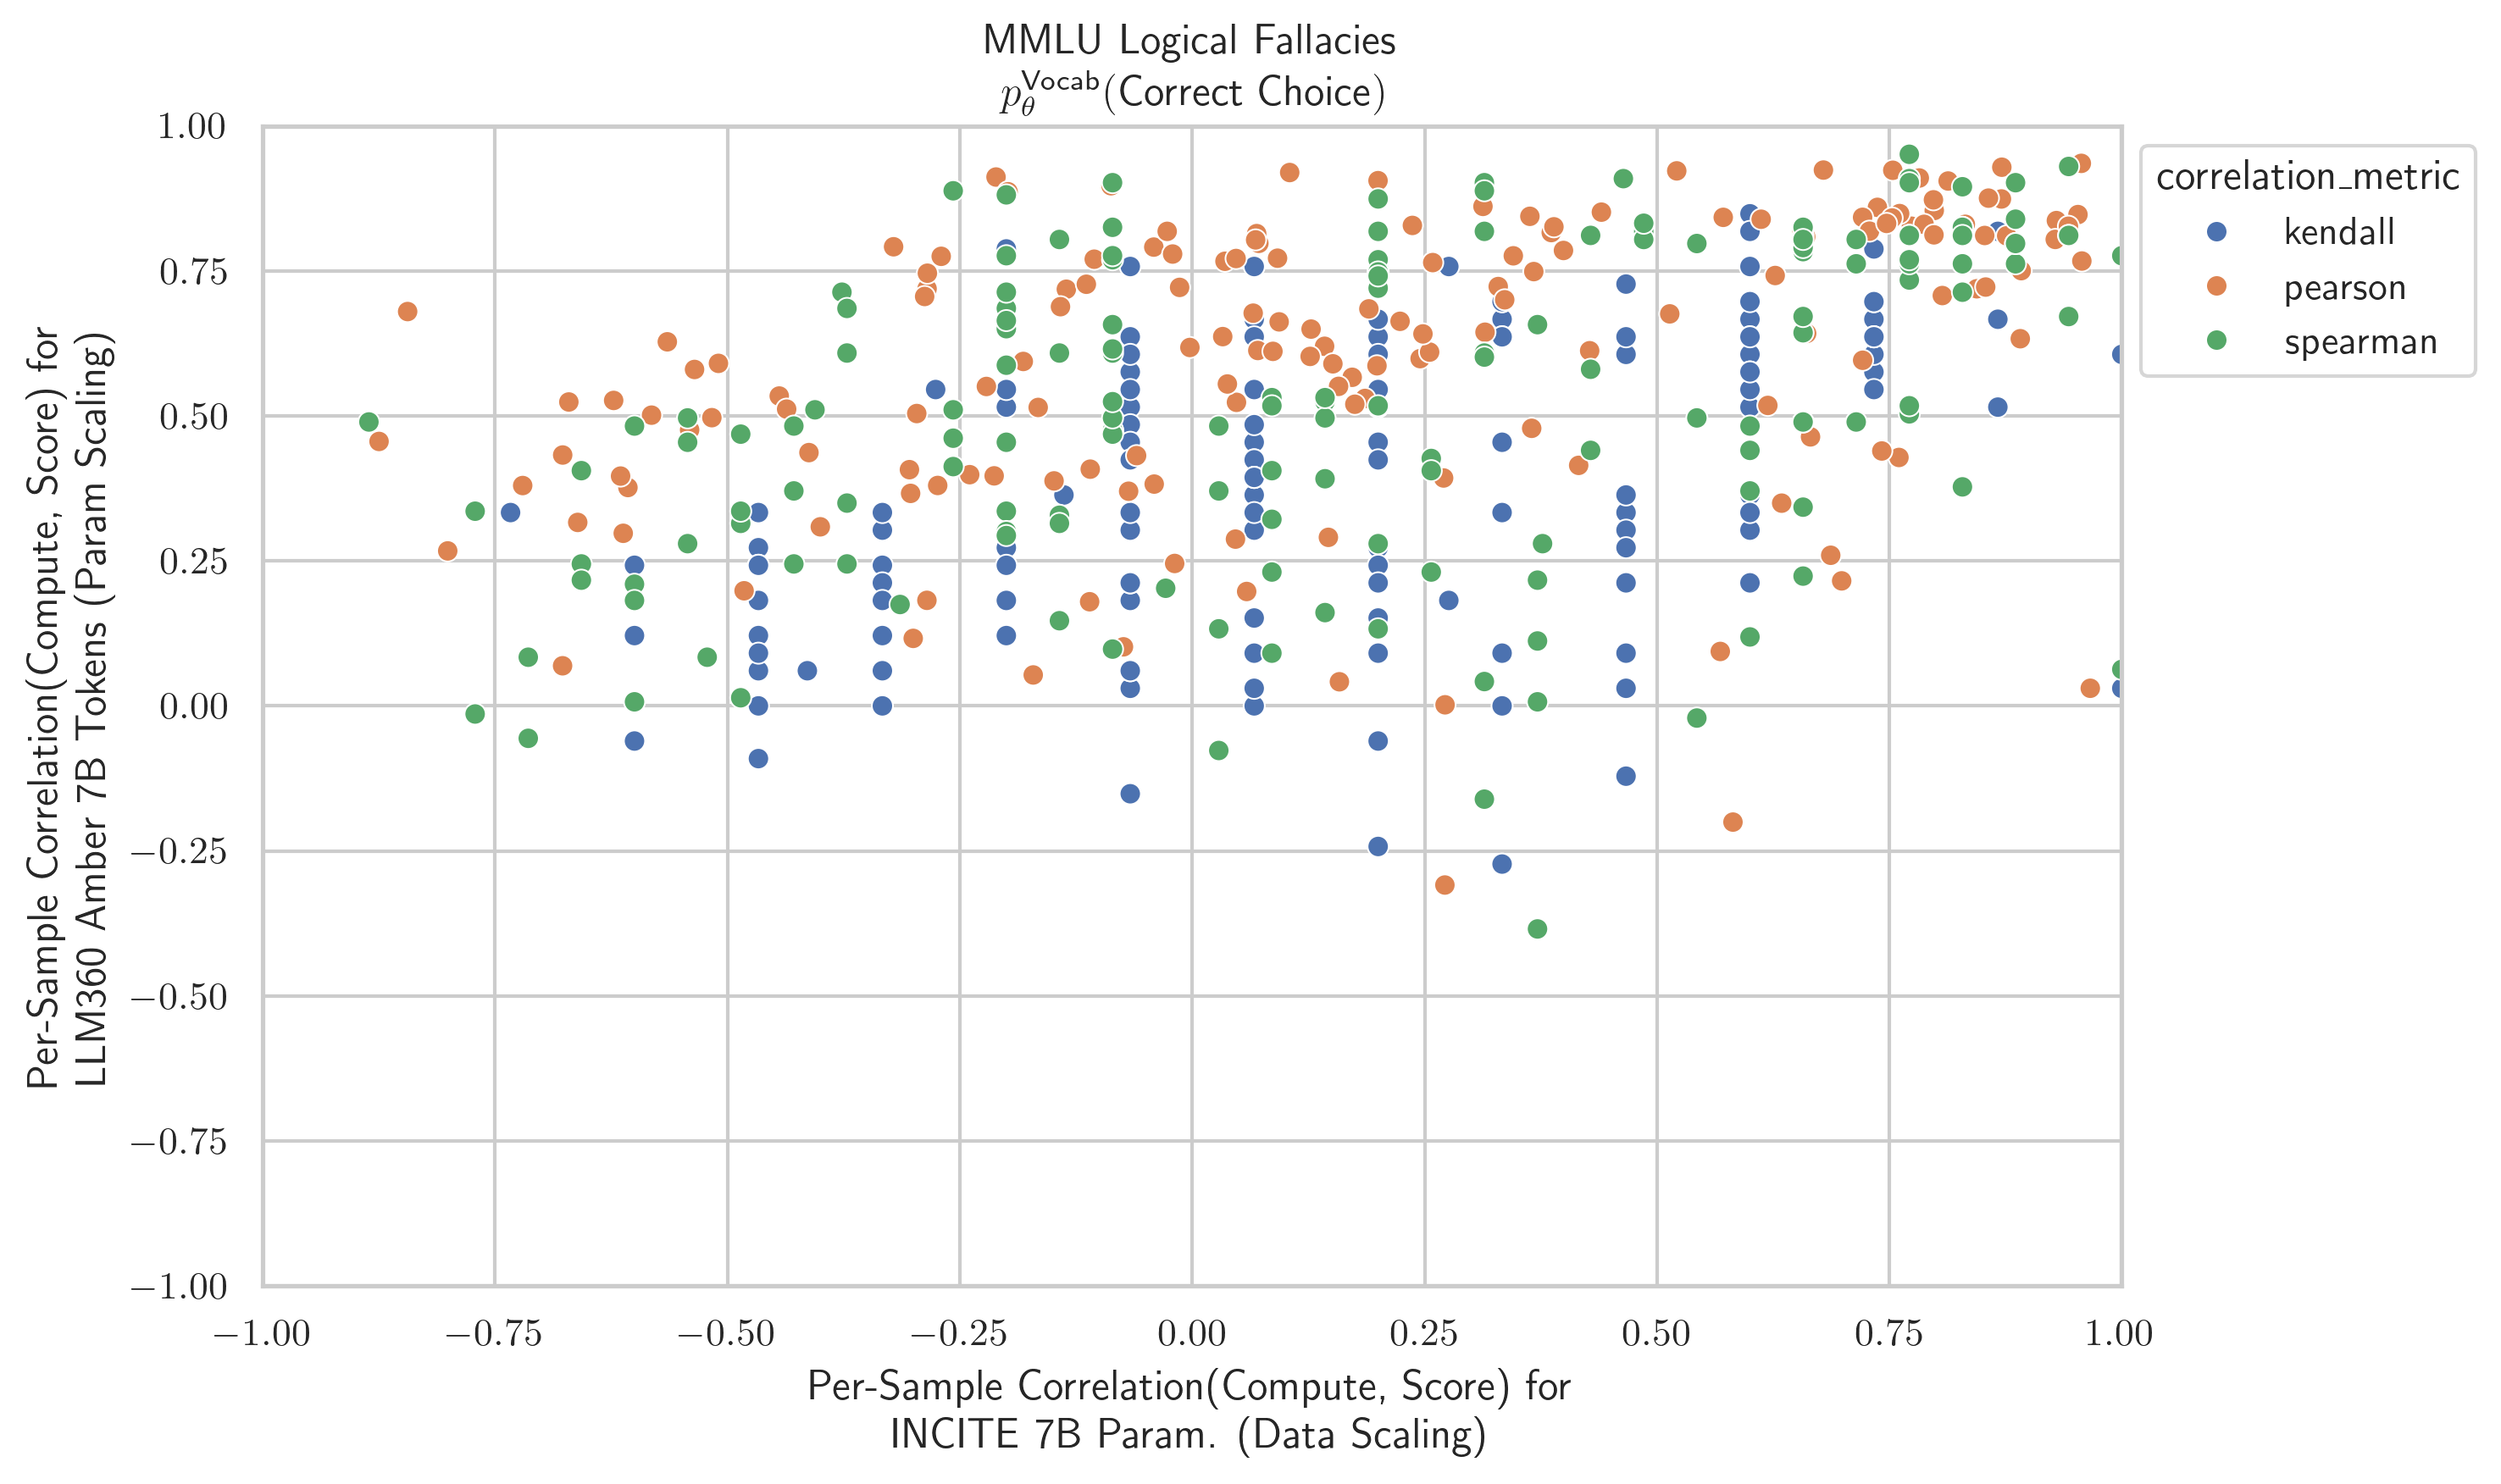 MMLU Logical Fallacies
p_θ^Vocab(Correct Choice)
Per-Sample Correlation(Compute, Score) for
LLM360 Amber 7B Tokens (Param Scaling)
1.00
0.75
0.50
0.25
0.00
−0.25
−0.50
−0.75
−1.00
−1.00
−0.75
−0.50
−0.25
0.00
0.25
0.50
0.75
1.00
Per-Sample Correlation(Compute, Score) for
INCITE 7B Param. (Data Scaling)
correlation_metric
kendall
pearson
spearman